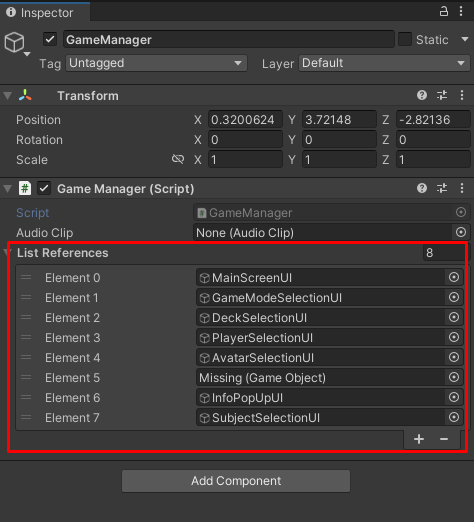 Inspector
GameManager Static
Tag Untagged Layer Default
Transform
Position X 0.3200624 Y 3.72148 Z -2.82136
Rotation X 0 Y 0 Z 0
Scale X 1 Y 1 Z 1
# Game Manager (Script)
Script # GameManager
Audio Clip None (Audio Clip)
List References 8
Element 0 MainScreenUI
Element 1 GameModeSelectionUI
Element 2 DeckSelectionUI
Element 3 PlayerSelectionUI
Element 4 AvatarSelectionUI
Element 5 Missing (Game Object)
Element 6 InfoPopUpUI
Element 7 SubjectSelectionUI
+ −
Add Component